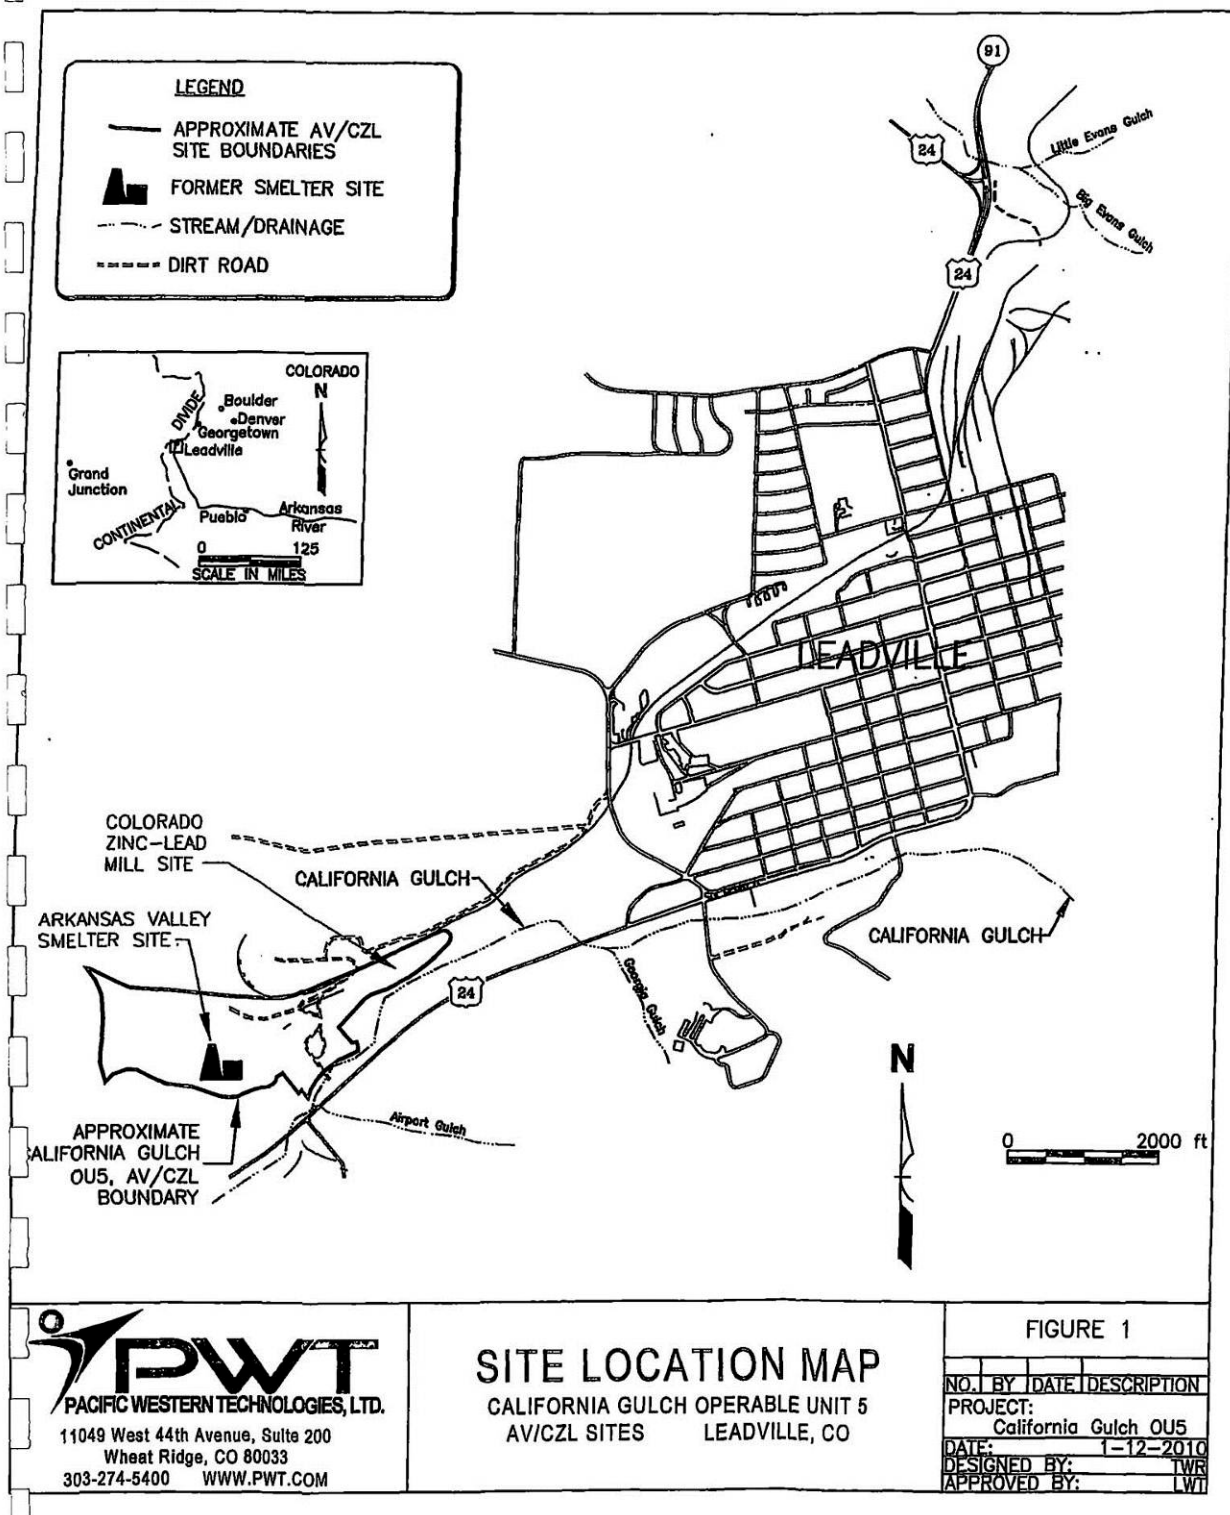 LEGEND
APPROXIMATE AV/CZL
SITE BOUNDARIES
FORMER SMELTER SITE
STREAM/DRAINAGE
DIRT ROAD
COLORADO
N
DIVIDE
Boulder
Denver
Georgetown
Leadville
Grand
Junction
CONTINENTAL
Pueblo
Arkansas
River
0 125
SCALE IN MILES
91
24
Little Evans Gulch
Big Evans Gulch
24
LEADVILLE
COLORADO
ZINC-LEAD
MILL SITE
CALIFORNIA GULCH
ARKANSAS VALLEY
SMELTER SITE
CALIFORNIA GULCH
24
Georgia Gulch
Airport Gulch
APPROXIMATE
CALIFORNIA GULCH
OU5, AV/CZL
BOUNDARY
N
0 2000 ft
PWT
PACIFIC WESTERN TECHNOLOGIES, LTD.
11049 West 44th Avenue, Suite 200
Wheat Ridge, CO 80033
303-274-5400 WWW.PWT.COM
SITE LOCATION MAP
CALIFORNIA GULCH OPERABLE UNIT 5
AV/CZL SITES LEADVILLE, CO
FIGURE 1
NO. BY DATE DESCRIPTION
PROJECT:
California Gulch OU5
DATE: 1-12-2010
DESIGNED BY: TWR
APPROVED BY: LWT